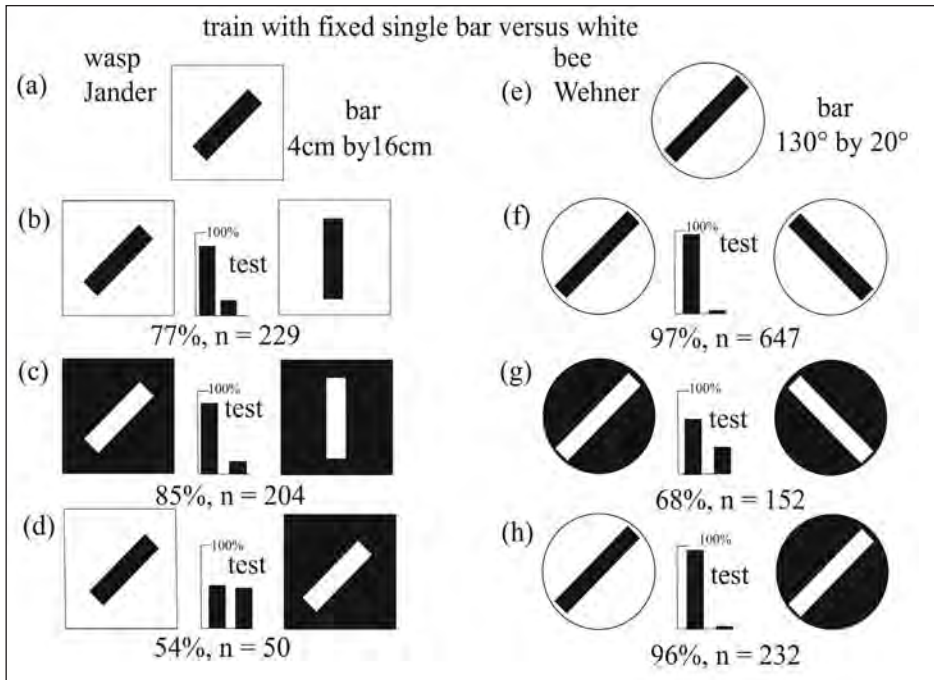 train with fixed single bar versus white
wasp
Jander
(a)
bar
4cm by16cm
(b)
100%
test
77%, n = 229
(c)
100%
test
85%, n = 204
(d)
100%
test
54%, n = 50
bee
Wehner
(e)
bar
130° by 20°
(f)
100%
test
97%, n = 647
(g)
100%
test
68%, n = 152
(h)
100%
test
96%, n = 232